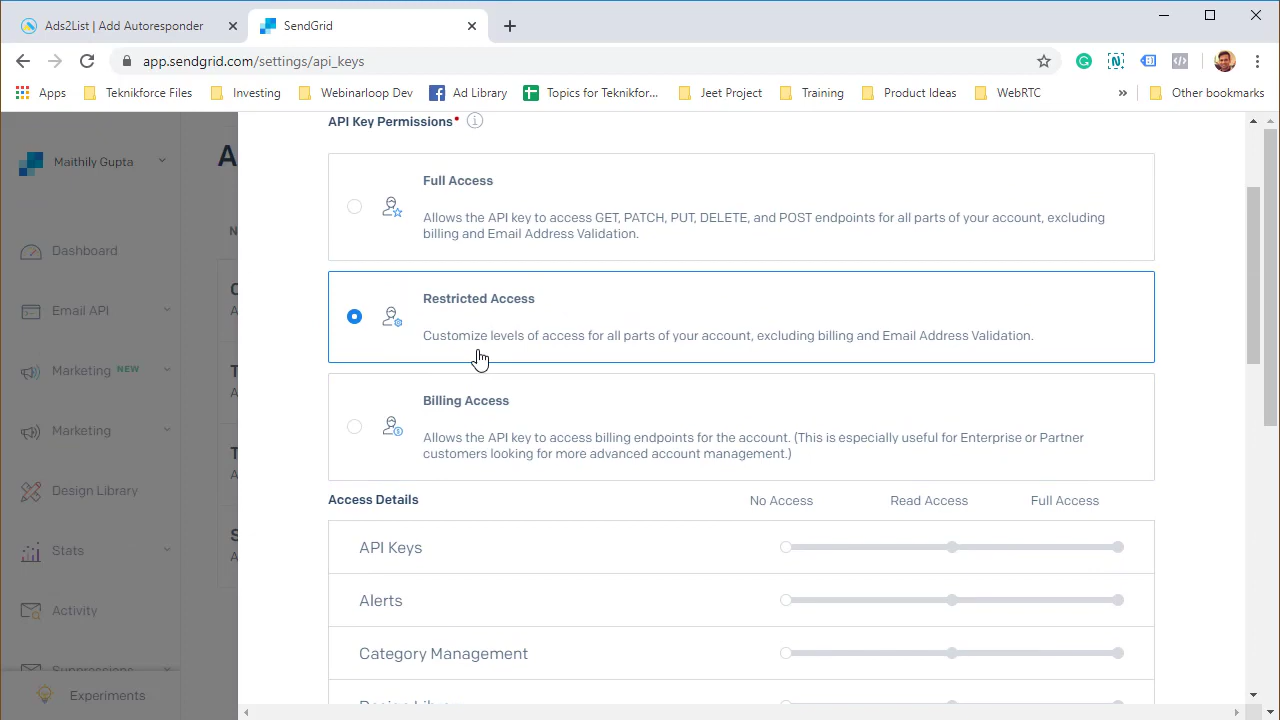 Ads2List | Add Autoresponder
SendGrid
app.sendgrid.com/settings/api_keys
Apps
Teknikforce Files
Investing
Webinarloop Dev
Ad Library
Topics for Teknikfor...
Jeet Project
Training
Product Ideas
WebRTC
»
Other bookmarks
Maithily Gupta
Dashboard
Email API
Marketing NEW
Marketing
Design Library
Stats
Activity
Suppressions
Experiments
A
API Key Permissions*
Full Access
Allows the API key to access GET, PATCH, PUT, DELETE, and POST endpoints for all parts of your account, excluding
billing and Email Address Validation.
Restricted Access
Customize levels of access for all parts of your account, excluding billing and Email Address Validation.
Billing Access
Allows the API key to access billing endpoints for the account. (This is especially useful for Enterprise or Partner
customers looking for more advanced account management.)
Access Details No Access Read Access Full Access
API Keys
Alerts
Category Management
Design Library